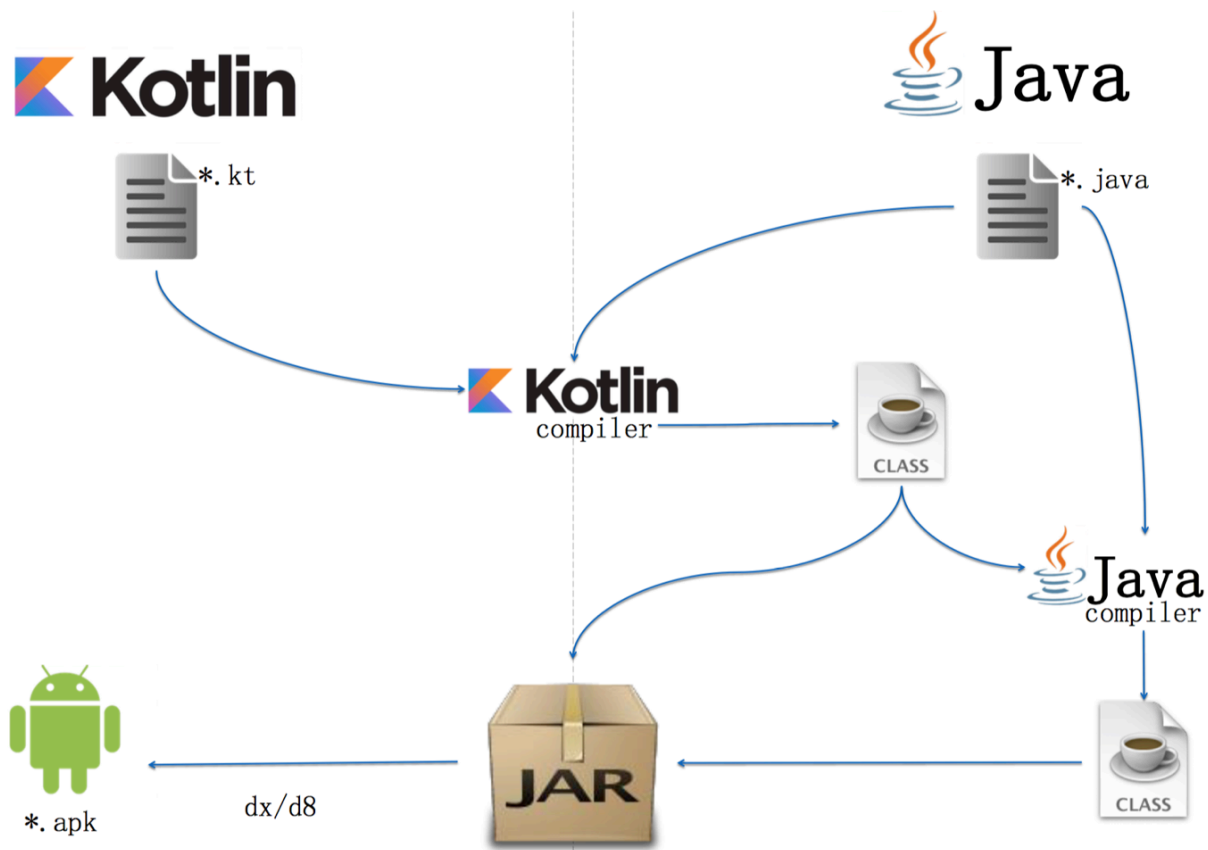 Kotlin
Java
*.kt
*.java
Kotlin
compiler
CLASS
Java
compiler
JAR
CLASS
dx/d8
*.apk